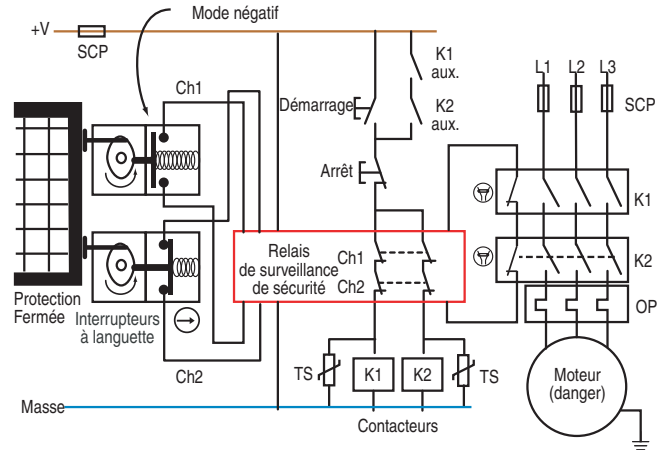 Mode négatif
+V
SCP
Ch1
K1
aux.
L1 L2 L3
SCP
Démarrage
K2
aux.
Arrêt
K1
Relais
de surveillance
de sécurité
Ch1
Ch2
K2
Protection
Fermée
Interrupteurs
à languette
OP
Ch2
TS
K1
K2
TS
Moteur
(danger)
Masse
Contacteurs